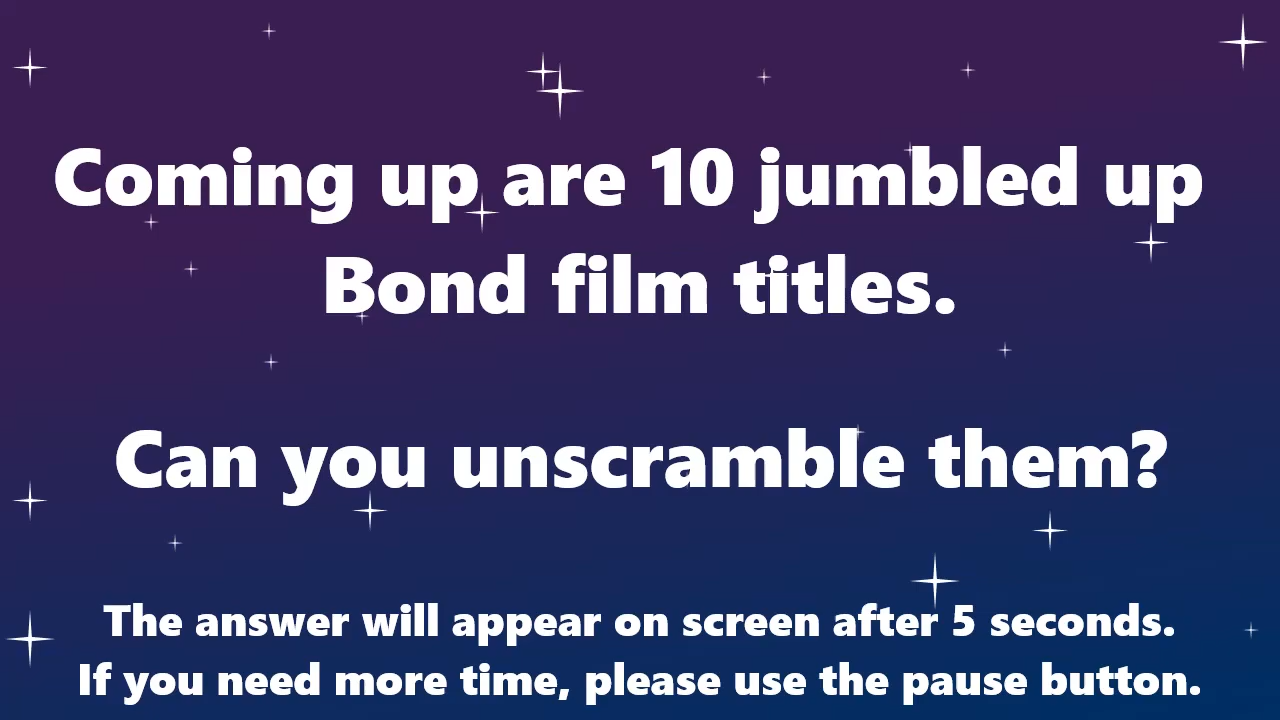 Coming up are 10 jumbled up
Bond film titles.
Can you unscramble them?
The answer will appear on screen after 5 seconds.
If you need more time, please use the pause button.